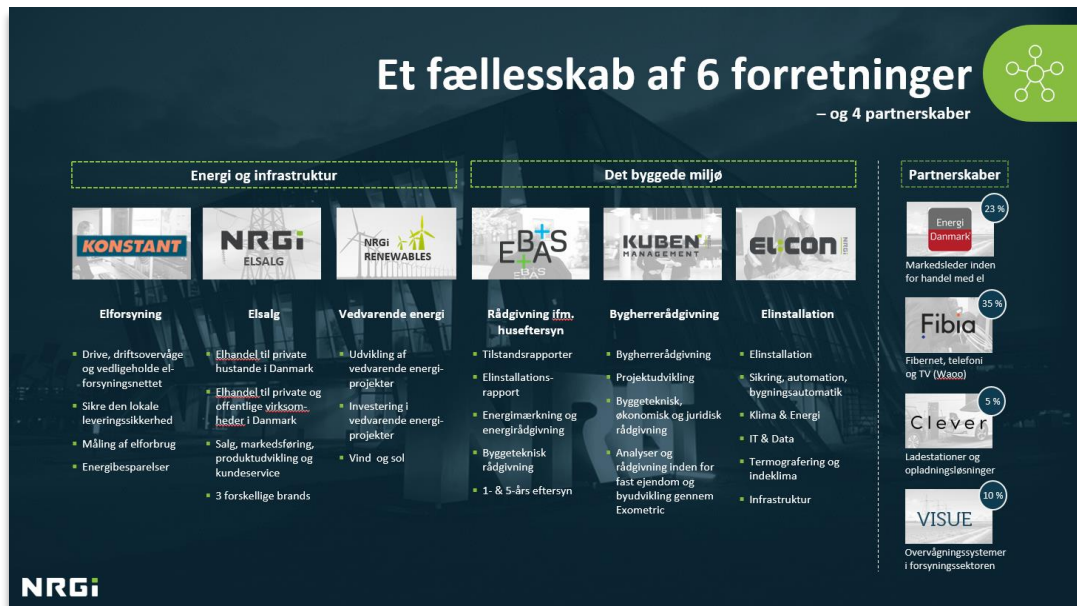 Et fællesskab af 6 forretninger
– og 4 partnerskaber
Energi og infrastruktur
KONSTANT
Elforsyning
Drive, driftsovervåge
og vedligeholde el-
forsyningsnettet
Sikre den lokale
leveringssikkerhed
Måling af elforbrug
Energibesparelser
NRGi
ELSALG
Elsalg
Elhandel til private
hustande i Danmark
Elhandel til private og
offentlige virksom-
heder i Danmark
Salg, markedsføring,
produktudvikling og
kundeservice
3 forskellige brands
NRGi
RENEWABLES
Vedvarende energi
Udvikling af
vedvarende energi-
projekter
Investering i
vedvarende energi-
projekter
Vind og sol
Det byggede miljø
EBAS
EBAS
Rådgivning ifm.
huseftersyn
Tilstandsrapporter
Elinstallations-
rapport
Energimærkning og
energirådgivning
Byggeteknisk
rådgivning
1- & 5-års eftersyn
KUBEN
MANAGEMENT
Bygherrerådgivning
Bygherrerådgivning
Projektudvikling
Byggeteknisk,
økonomisk og juridisk
rådgivning
Analyser og
rådgivning inden for
fast ejendom og
byudvikling gennem
Exometric
EL:CON
NRGi
Elinstallation
Elinstallation
Sikring, automation,
bygningsautomatik
Klima & Energi
IT & Data
Termografering og
indeklima
Infrastruktur
Partnerskaber
Energi
Danmark
23 %
Markedsleder inden
for handel med el
Fibia
35 %
Fibernet, telefoni
og TV (Waoo)
Clever
5 %
Ladestationer og
opladningsløsninger
VISUE
10 %
Overvågningssystemer
i forsyningssektoren
NRGi
NRGi